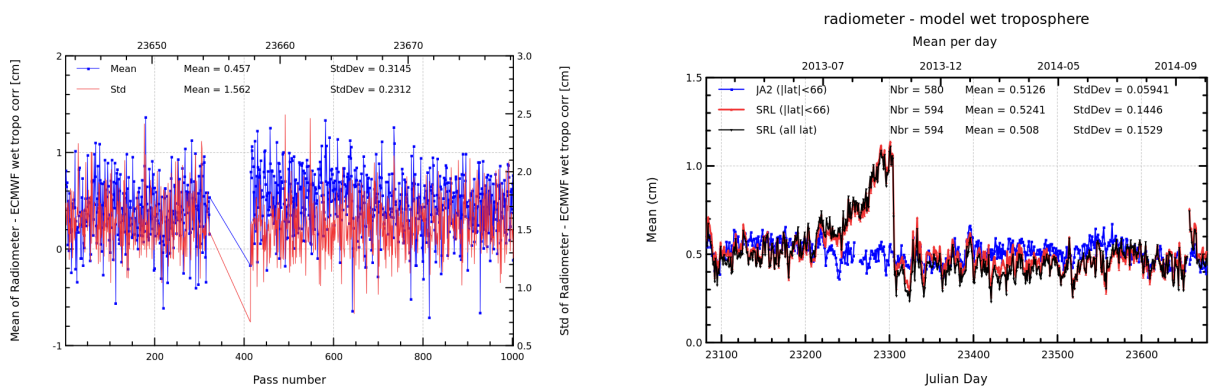 23650 23660 23670
2 3.0
Mean Mean = 0.457 StdDev = 0.3145
Std Mean = 1.562 StdDev = 0.2312
2.5
1 2.0
0 1.5
1.0
-1 0.5
200 400 600 800 1000
Pass number
Mean of Radiometer - ECMWF wet tropo corr [cm]
Std of Radiometer - ECMWF wet tropo corr [cm]
radiometer - model wet troposphere
Mean per day
2013-07 2013-12 2014-05 2014-09
1.5
JA2 (|lat|<66) Nbr = 580 Mean = 0.5126 StdDev = 0.05941
SRL (|lat|<66) Nbr = 594 Mean = 0.5241 StdDev = 0.1446
SRL (all lat) Nbr = 594 Mean = 0.508 StdDev = 0.1529
1.0
0.5
0.0
23100 23200 23300 23400 23500 23600
Julian Day
Mean (cm)